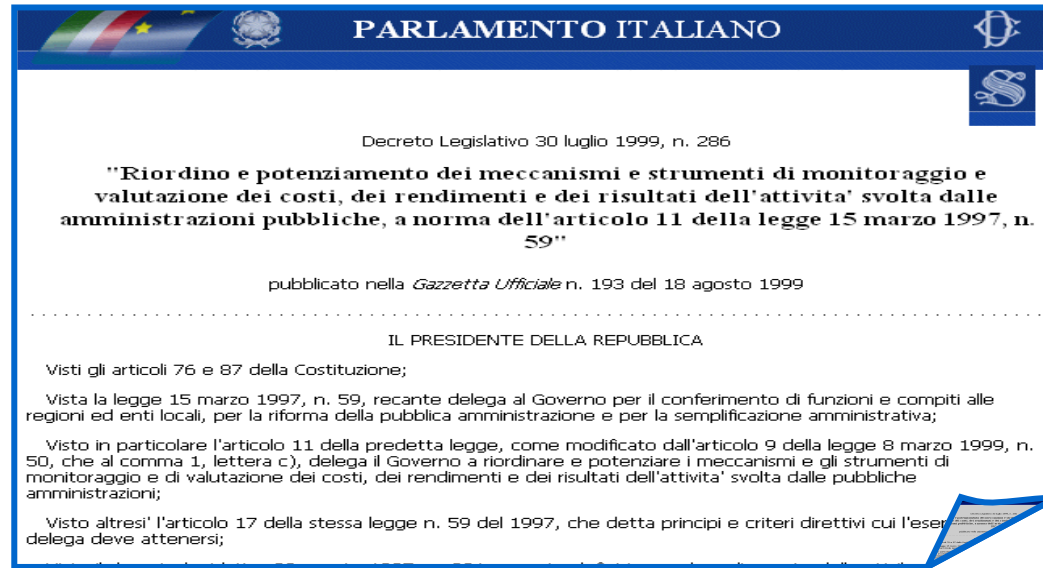 PARLAMENTO ITALIANO
Decreto Legislativo 30 luglio 1999, n. 286
"Riordino e potenziamento dei meccanismi e strumenti di monitoraggio e
valutazione dei costi, dei rendimenti e dei risultati dell'attivita' svolta dalle
amministrazioni pubbliche, a norma dell'articolo 11 della legge 15 marzo 1997, n.
59"
pubblicato nella Gazzetta Ufficiale n. 193 del 18 agosto 1999
IL PRESIDENTE DELLA REPUBBLICA
Visti gli articoli 76 e 87 della Costituzione;
Vista la legge 15 marzo 1997, n. 59, recante delega al Governo per il conferimento di funzioni e compiti alle
regioni ed enti locali, per la riforma della pubblica amministrazione e per la semplificazione amministrativa;
Visto in particolare l'articolo 11 della predetta legge, come modificato dall'articolo 9 della legge 8 marzo 1999, n.
50, che al comma 1, lettera c), delega il Governo a riordinare e potenziare i meccanismi e gli strumenti di
monitoraggio e di valutazione dei costi, dei rendimenti e dei risultati dell'attivita' svolta dalle pubbliche
amministrazioni;
Visto altresi' l'articolo 17 della stessa legge n. 59 del 1997, che detta principi e criteri direttivi cui
delega deve attenersi;